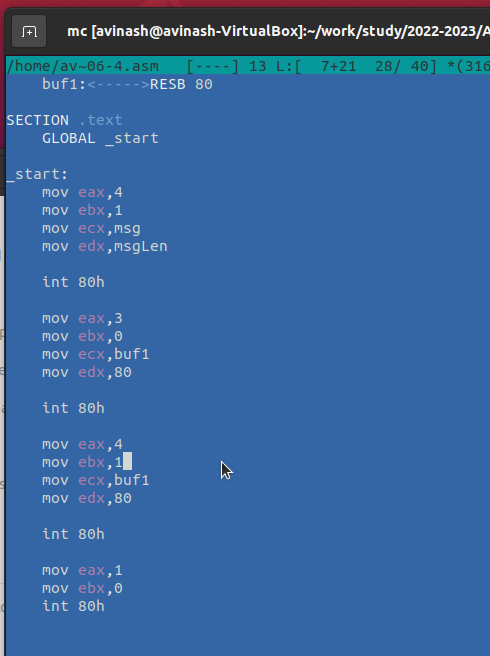 mc [avinash@avinash-VirtualBox]:~/work/study/2022-2023/
/home/av~06-4.asm [----] 13 L:[ 7+21 28/ 40] *(316
buf1:<----->RESB 80
SECTION .text
GLOBAL _start
_start:
mov eax,4
mov ebx,1
mov ecx,msg
mov edx,msgLen
int 80h
mov eax,3
mov ebx,0
mov ecx,buf1
mov edx,80
int 80h
mov eax,4
mov ebx,1
mov ecx,buf1
mov edx,80
int 80h
mov eax,1
mov ebx,0
int 80h